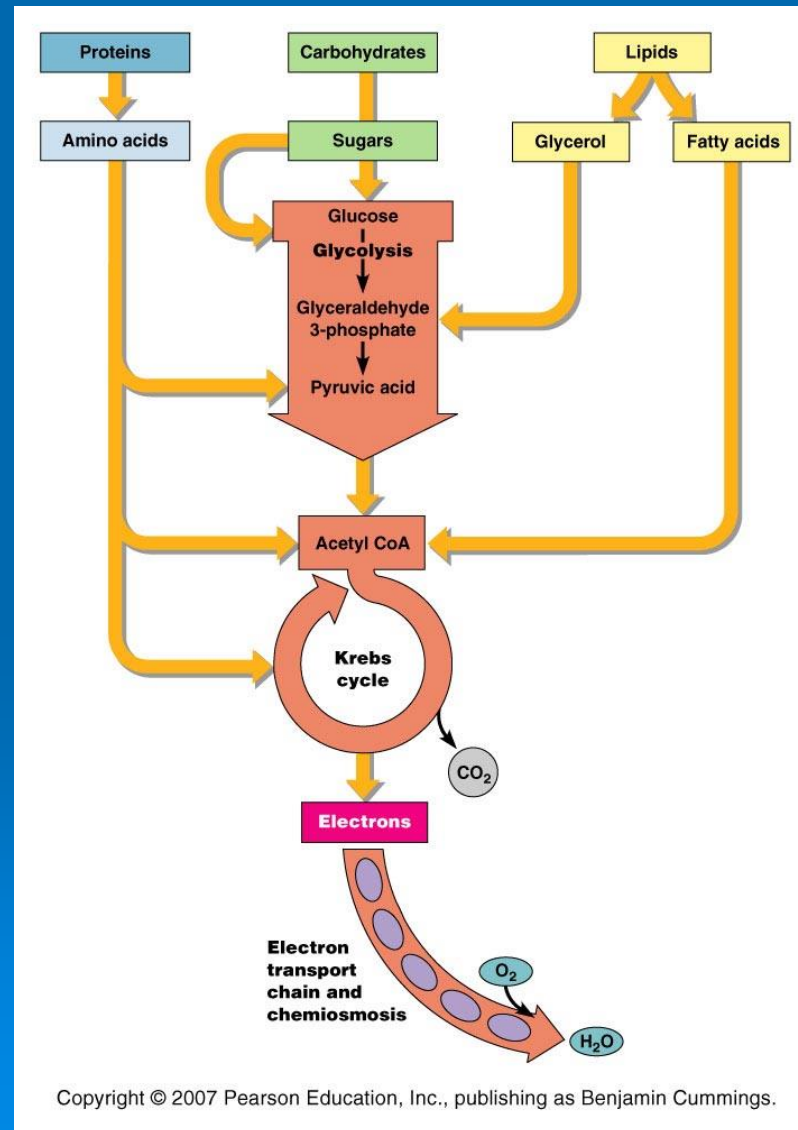 Proteins
Carbohydrates
Lipids
Amino acids
Sugars
Glycerol
Fatty acids
Glucose
Glycolysis
Glyceraldehyde
3-phosphate
Pyruvic acid
Acetyl CoA
Krebs
cycle
CO₂
Electrons
Electron
transport
chain and
chemiosmosis
O₂
H₂O
Copyright © 2007 Pearson Education, Inc., publishing as Benjamin Cummings.